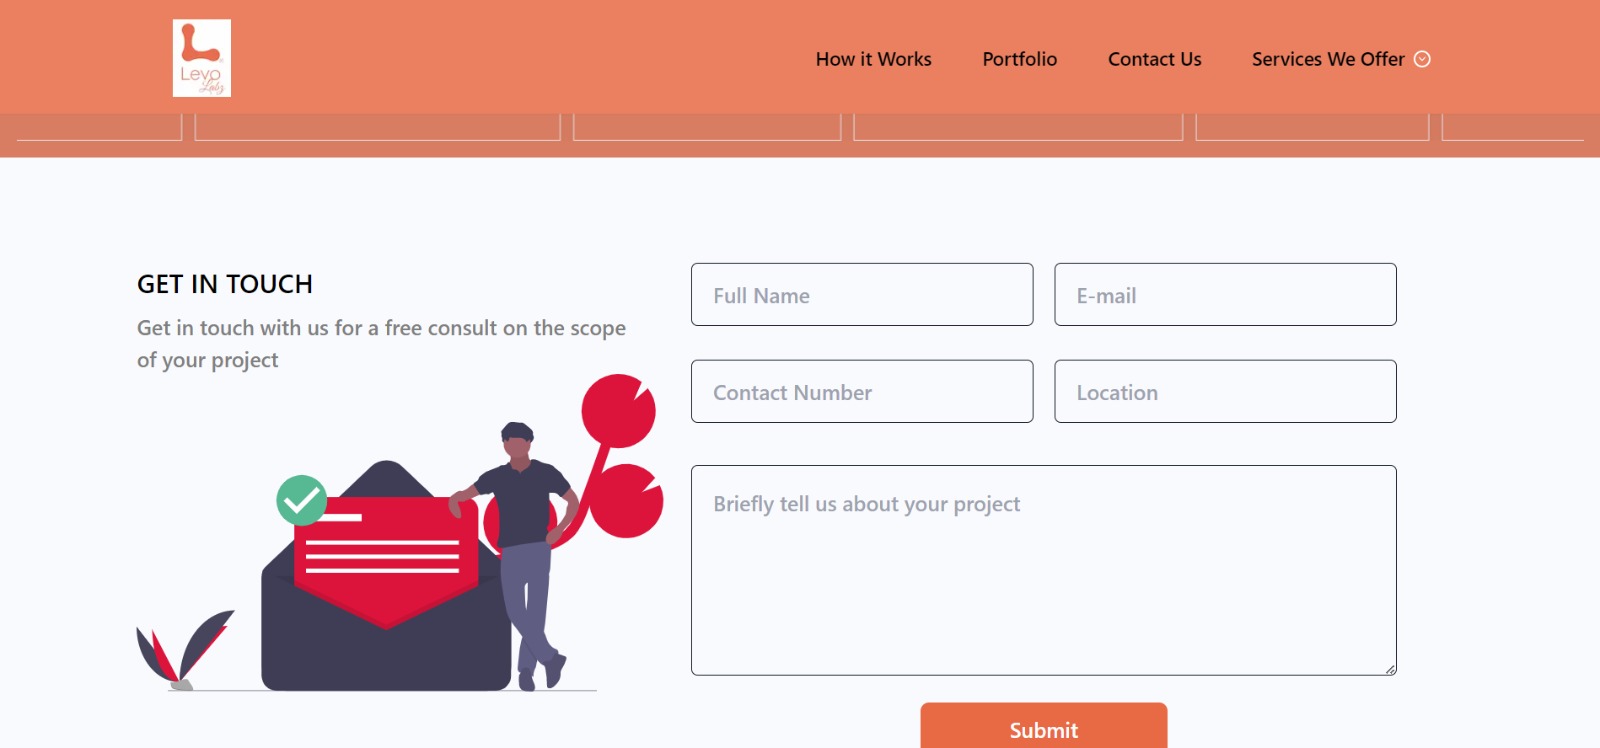 Levo
Labz
How it Works
Portfolio
Contact Us
Services We Offer
GET IN TOUCH
Get in touch with us for a free consult on the scope
of your project
Full Name
E-mail
Contact Number
Location
Briefly tell us about your project
Submit